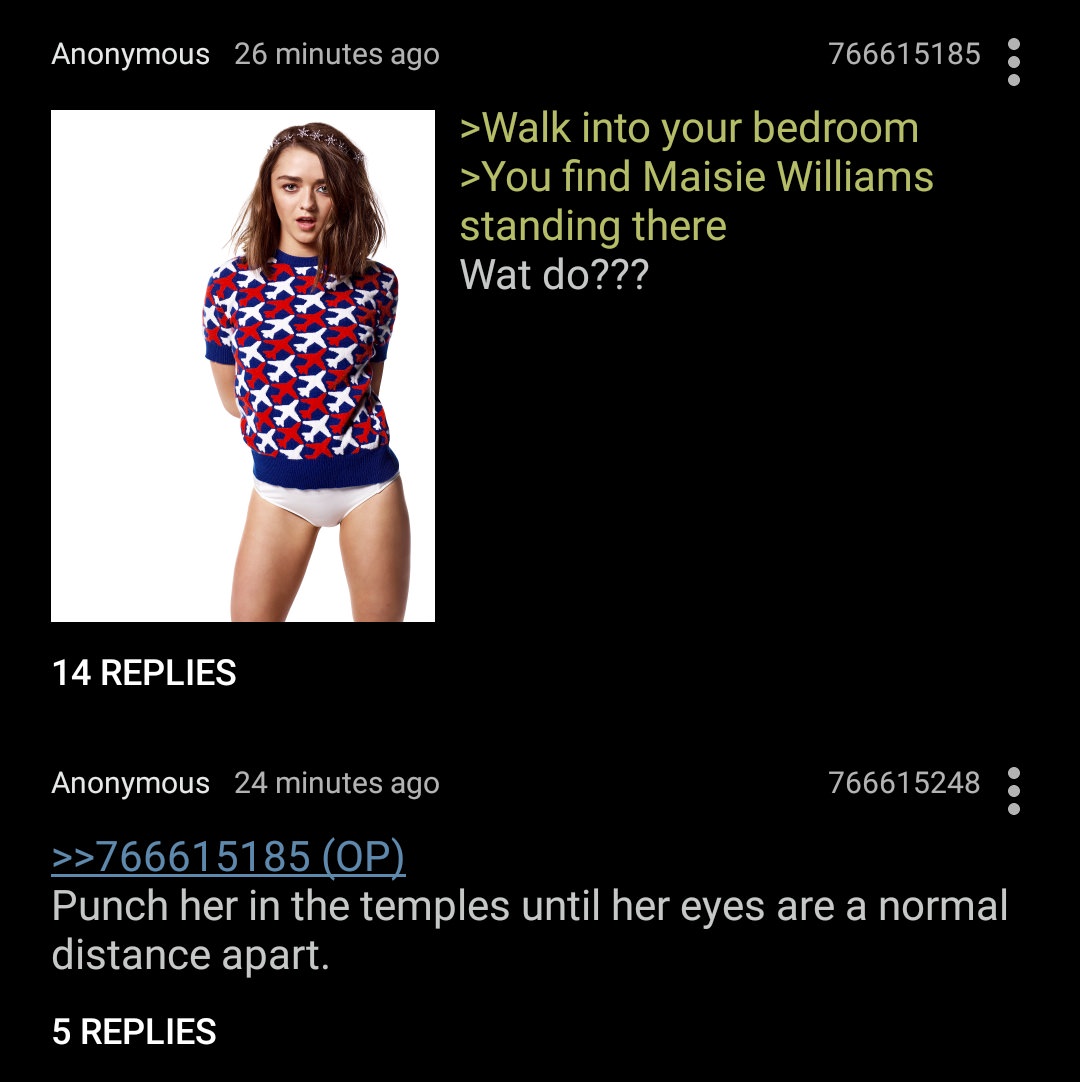 Anonymous 26 minutes ago 766615185
>Walk into your bedroom
>You find Maisie Williams
standing there
Wat do???
14 REPLIES
Anonymous 24 minutes ago 766615248
>>766615185 (OP)
Punch her in the temples until her eyes are a normal
distance apart.
5 REPLIES